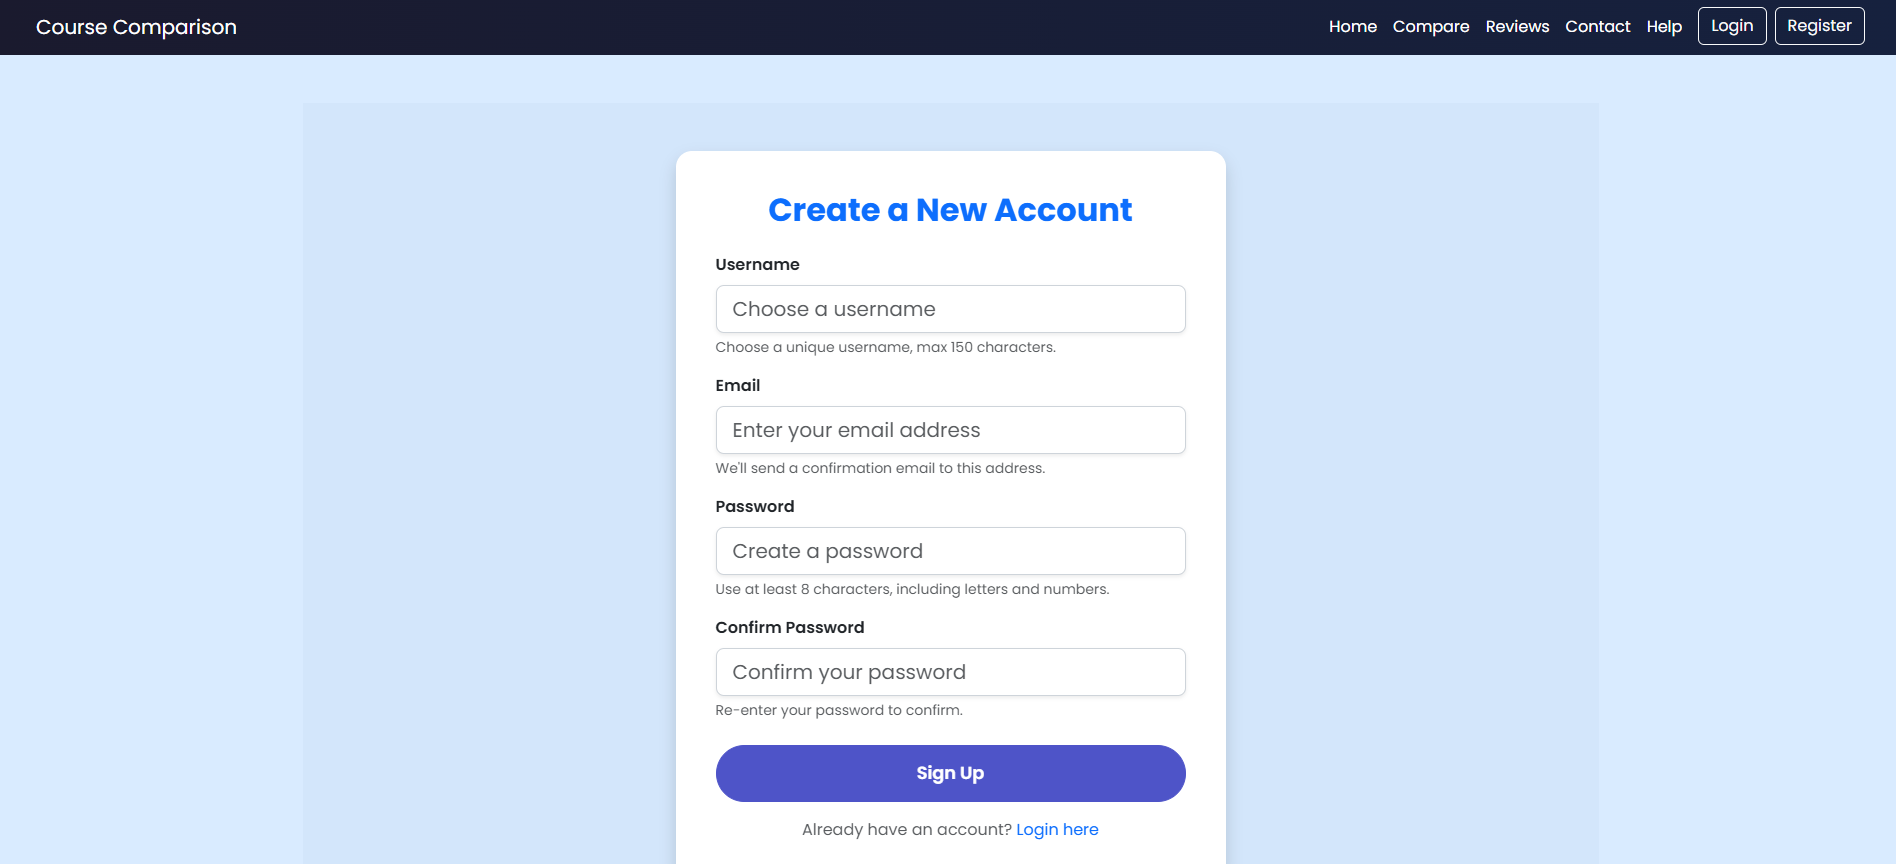 Course Comparison Home Compare Reviews Contact Help Login Register
Create a New Account
Username
Choose a username
Choose a unique username, max 150 characters.
Email
Enter your email address
We'll send a confirmation email to this address.
Password
Create a password
Use at least 8 characters, including letters and numbers.
Confirm Password
Confirm your password
Re-enter your password to confirm.
Sign Up
Already have an account? Login here